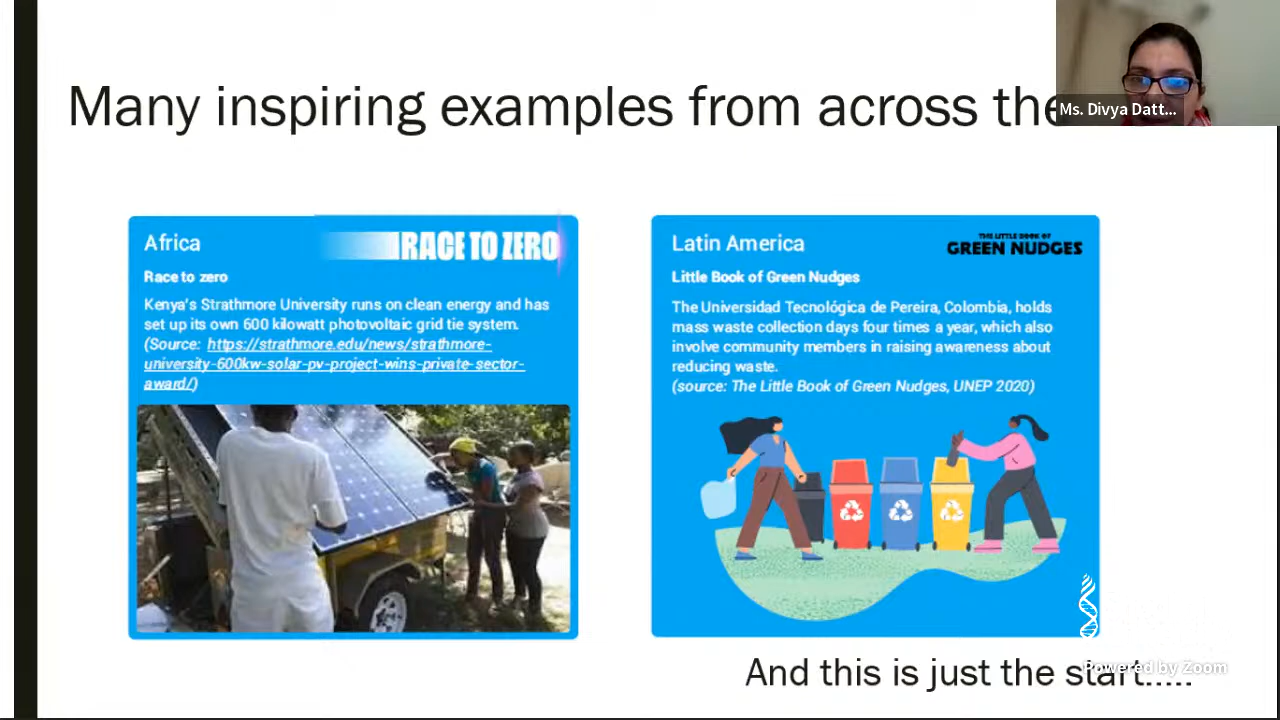 Many inspiring examples from across the
Ms. Divya Datt...
Africa
RACE TO ZERO
Race to zero
Kenya's Strathmore University runs on clean energy and has
set up its own 600 kilowatt photovoltaic grid tie system.
(Source: https://strathmore.edu/news/strathmore-
university-600kw-solar-pv-project-wins-private-sector-
award/)
Latin America
THE LITTLE BOOK OF
GREEN NUDGES
Little Book of Green Nudges
The Universidad Tecnológica de Pereira, Colombia, holds
mass waste collection days four times a year, which also
involve community members in raising awareness about
reducing waste.
(source: The Little Book of Green Nudges, UNEP 2020)
And this is just the start.....
Powered by Zoom